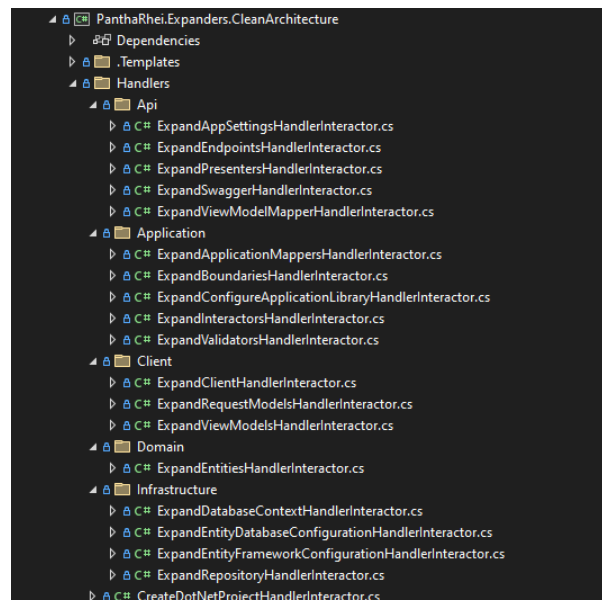 C# PanthaRhei.Expanders.CleanArchitecture
Dependencies
.Templates
Handlers
Api
C# ExpandAppSettingsHandlerInteractor.cs
C# ExpandEndpointsHandlerInteractor.cs
C# ExpandPresentersHandlerInteractor.cs
C# ExpandSwaggerHandlerInteractor.cs
C# ExpandViewModelMapperHandlerInteractor.cs
Application
C# ExpandApplicationMappersHandlerInteractor.cs
C# ExpandBoundariesHandlerInteractor.cs
C# ExpandConfigureApplicationLibraryHandlerInteractor.cs
C# ExpandInteractorsHandlerInteractor.cs
C# ExpandValidatorsHandlerInteractor.cs
Client
C# ExpandClientHandlerInteractor.cs
C# ExpandRequestModelsHandlerInteractor.cs
C# ExpandViewModelsHandlerInteractor.cs
Domain
C# ExpandEntitiesHandlerInteractor.cs
Infrastructure
C# ExpandDatabaseContextHandlerInteractor.cs
C# ExpandEntityDatabaseConfigurationHandlerInteractor.cs
C# ExpandEntityFrameworkConfigurationHandlerInteractor.cs
C# ExpandRepositoryHandlerInteractor.cs
C# CreateDotNetProjectHandlerInteractor.cs